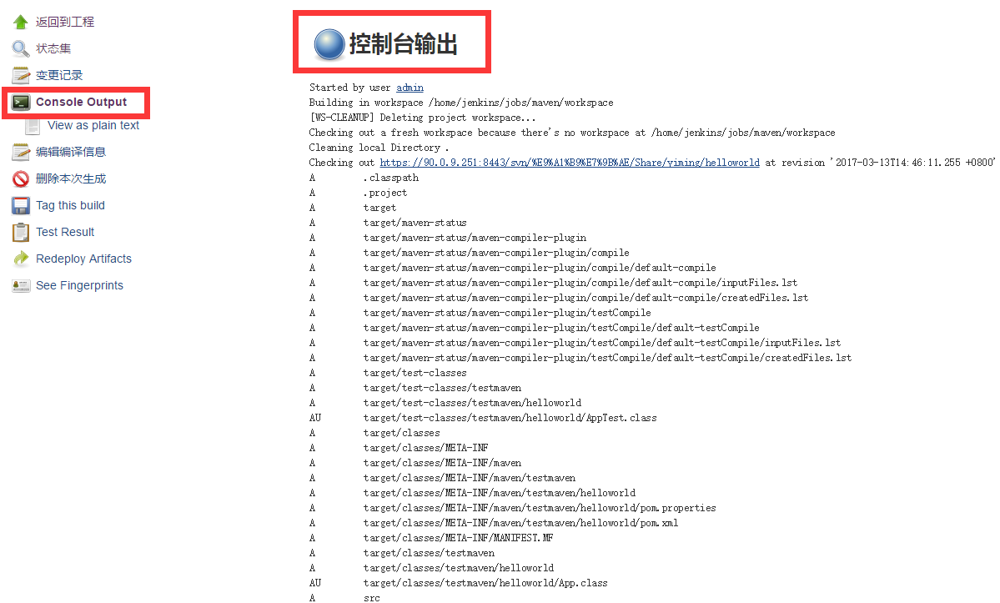 返回到工程
状态集
变更记录
Console Output
View as plain text
编辑编译信息
删除本次生成
Tag this build
Test Result
Redeploy Artifacts
See Fingerprints
控制台输出
Started by user admin
Building in workspace /home/jenkins/jobs/maven/workspace
[WS-CLEANUP] Deleting project workspace...
Checking out a fresh workspace because there's no workspace at /home/jenkins/jobs/maven/workspace
Cleaning local Directory .
Checking out https://90.0.9.251:8443/svn/%E9%A1%B9%E7%9B%AE/Share/yiming/helloworld at revision '2017-03-13T14:46:11.255 +0800'
A .classpath
A .project
A target
A target/maven-status
A target/maven-status/maven-compiler-plugin
A target/maven-status/maven-compiler-plugin/compile
A target/maven-status/maven-compiler-plugin/compile/default-compile
A target/maven-status/maven-compiler-plugin/compile/default-compile/inputFiles.lst
A target/maven-status/maven-compiler-plugin/compile/default-compile/createdFiles.lst
A target/maven-status/maven-compiler-plugin/testCompile
A target/maven-status/maven-compiler-plugin/testCompile/default-testCompile
A target/maven-status/maven-compiler-plugin/testCompile/default-testCompile/inputFiles.lst
A target/maven-status/maven-compiler-plugin/testCompile/default-testCompile/createdFiles.lst
A target/test-classes
A target/test-classes/testmaven
A target/test-classes/testmaven/helloworld
AU target/test-classes/testmaven/helloworld/AppTest.class
A target/classes
A target/classes/META-INF
A target/classes/META-INF/maven
A target/classes/META-INF/maven/testmaven
A target/classes/META-INF/maven/testmaven/helloworld
A target/classes/META-INF/maven/testmaven/helloworld/pom.properties
A target/classes/META-INF/maven/testmaven/helloworld/pom.xml
A target/classes/META-INF/MANIFEST.MF
A target/classes/testmaven
A target/classes/testmaven/helloworld
AU target/classes/testmaven/helloworld/App.class
A src